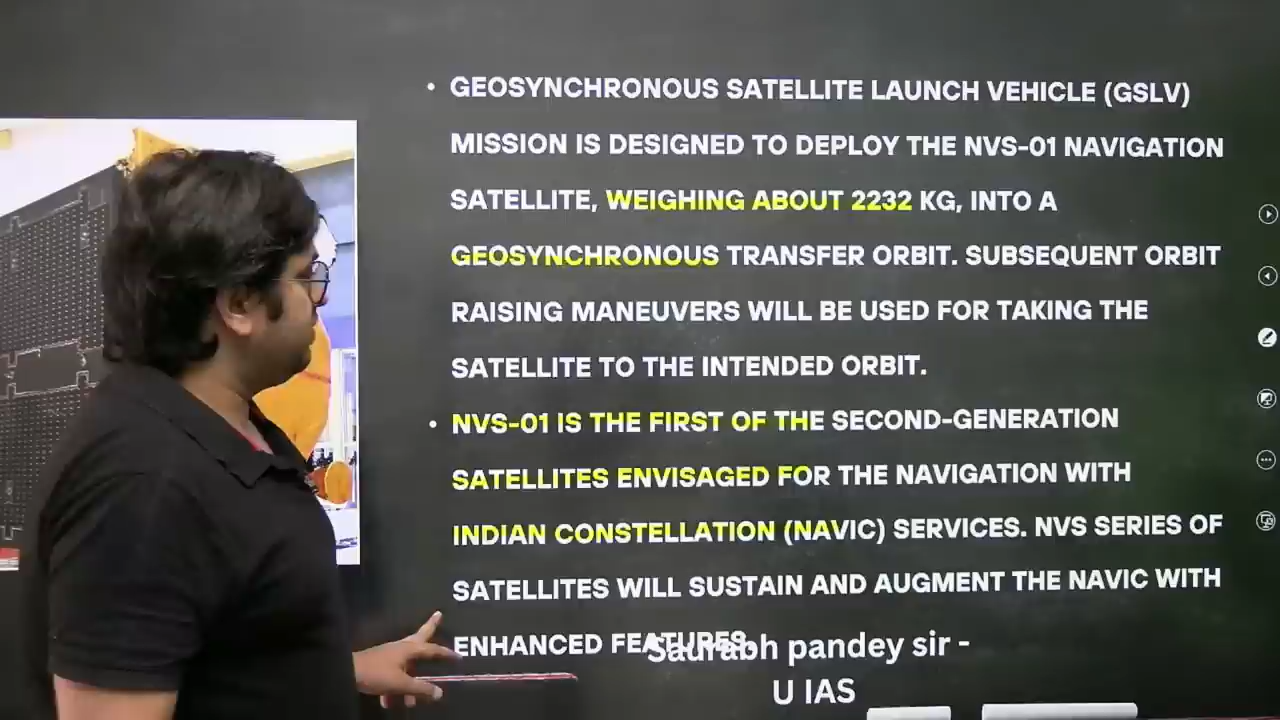 • GEOSYNCHRONOUS SATELLITE LAUNCH VEHICLE (GSLV)
MISSION IS DESIGNED TO DEPLOY THE NVS-01 NAVIGATION
SATELLITE, WEIGHING ABOUT 2232 KG, INTO A
GEOSYNCHRONOUS TRANSFER ORBIT. SUBSEQUENT ORBIT
RAISING MANEUVERS WILL BE USED FOR TAKING THE
SATELLITE TO THE INTENDED ORBIT.
• NVS-01 IS THE FIRST OF THE SECOND-GENERATION
SATELLITES ENVISAGED FOR THE NAVIGATION WITH
INDIAN CONSTELLATION (NAVIC) SERVICES. NVS SERIES OF
SATELLITES WILL SUSTAIN AND AUGMENT THE NAVIC WITH
ENHANCED FEATURES.
Saurabh pandey sir -
U IAS